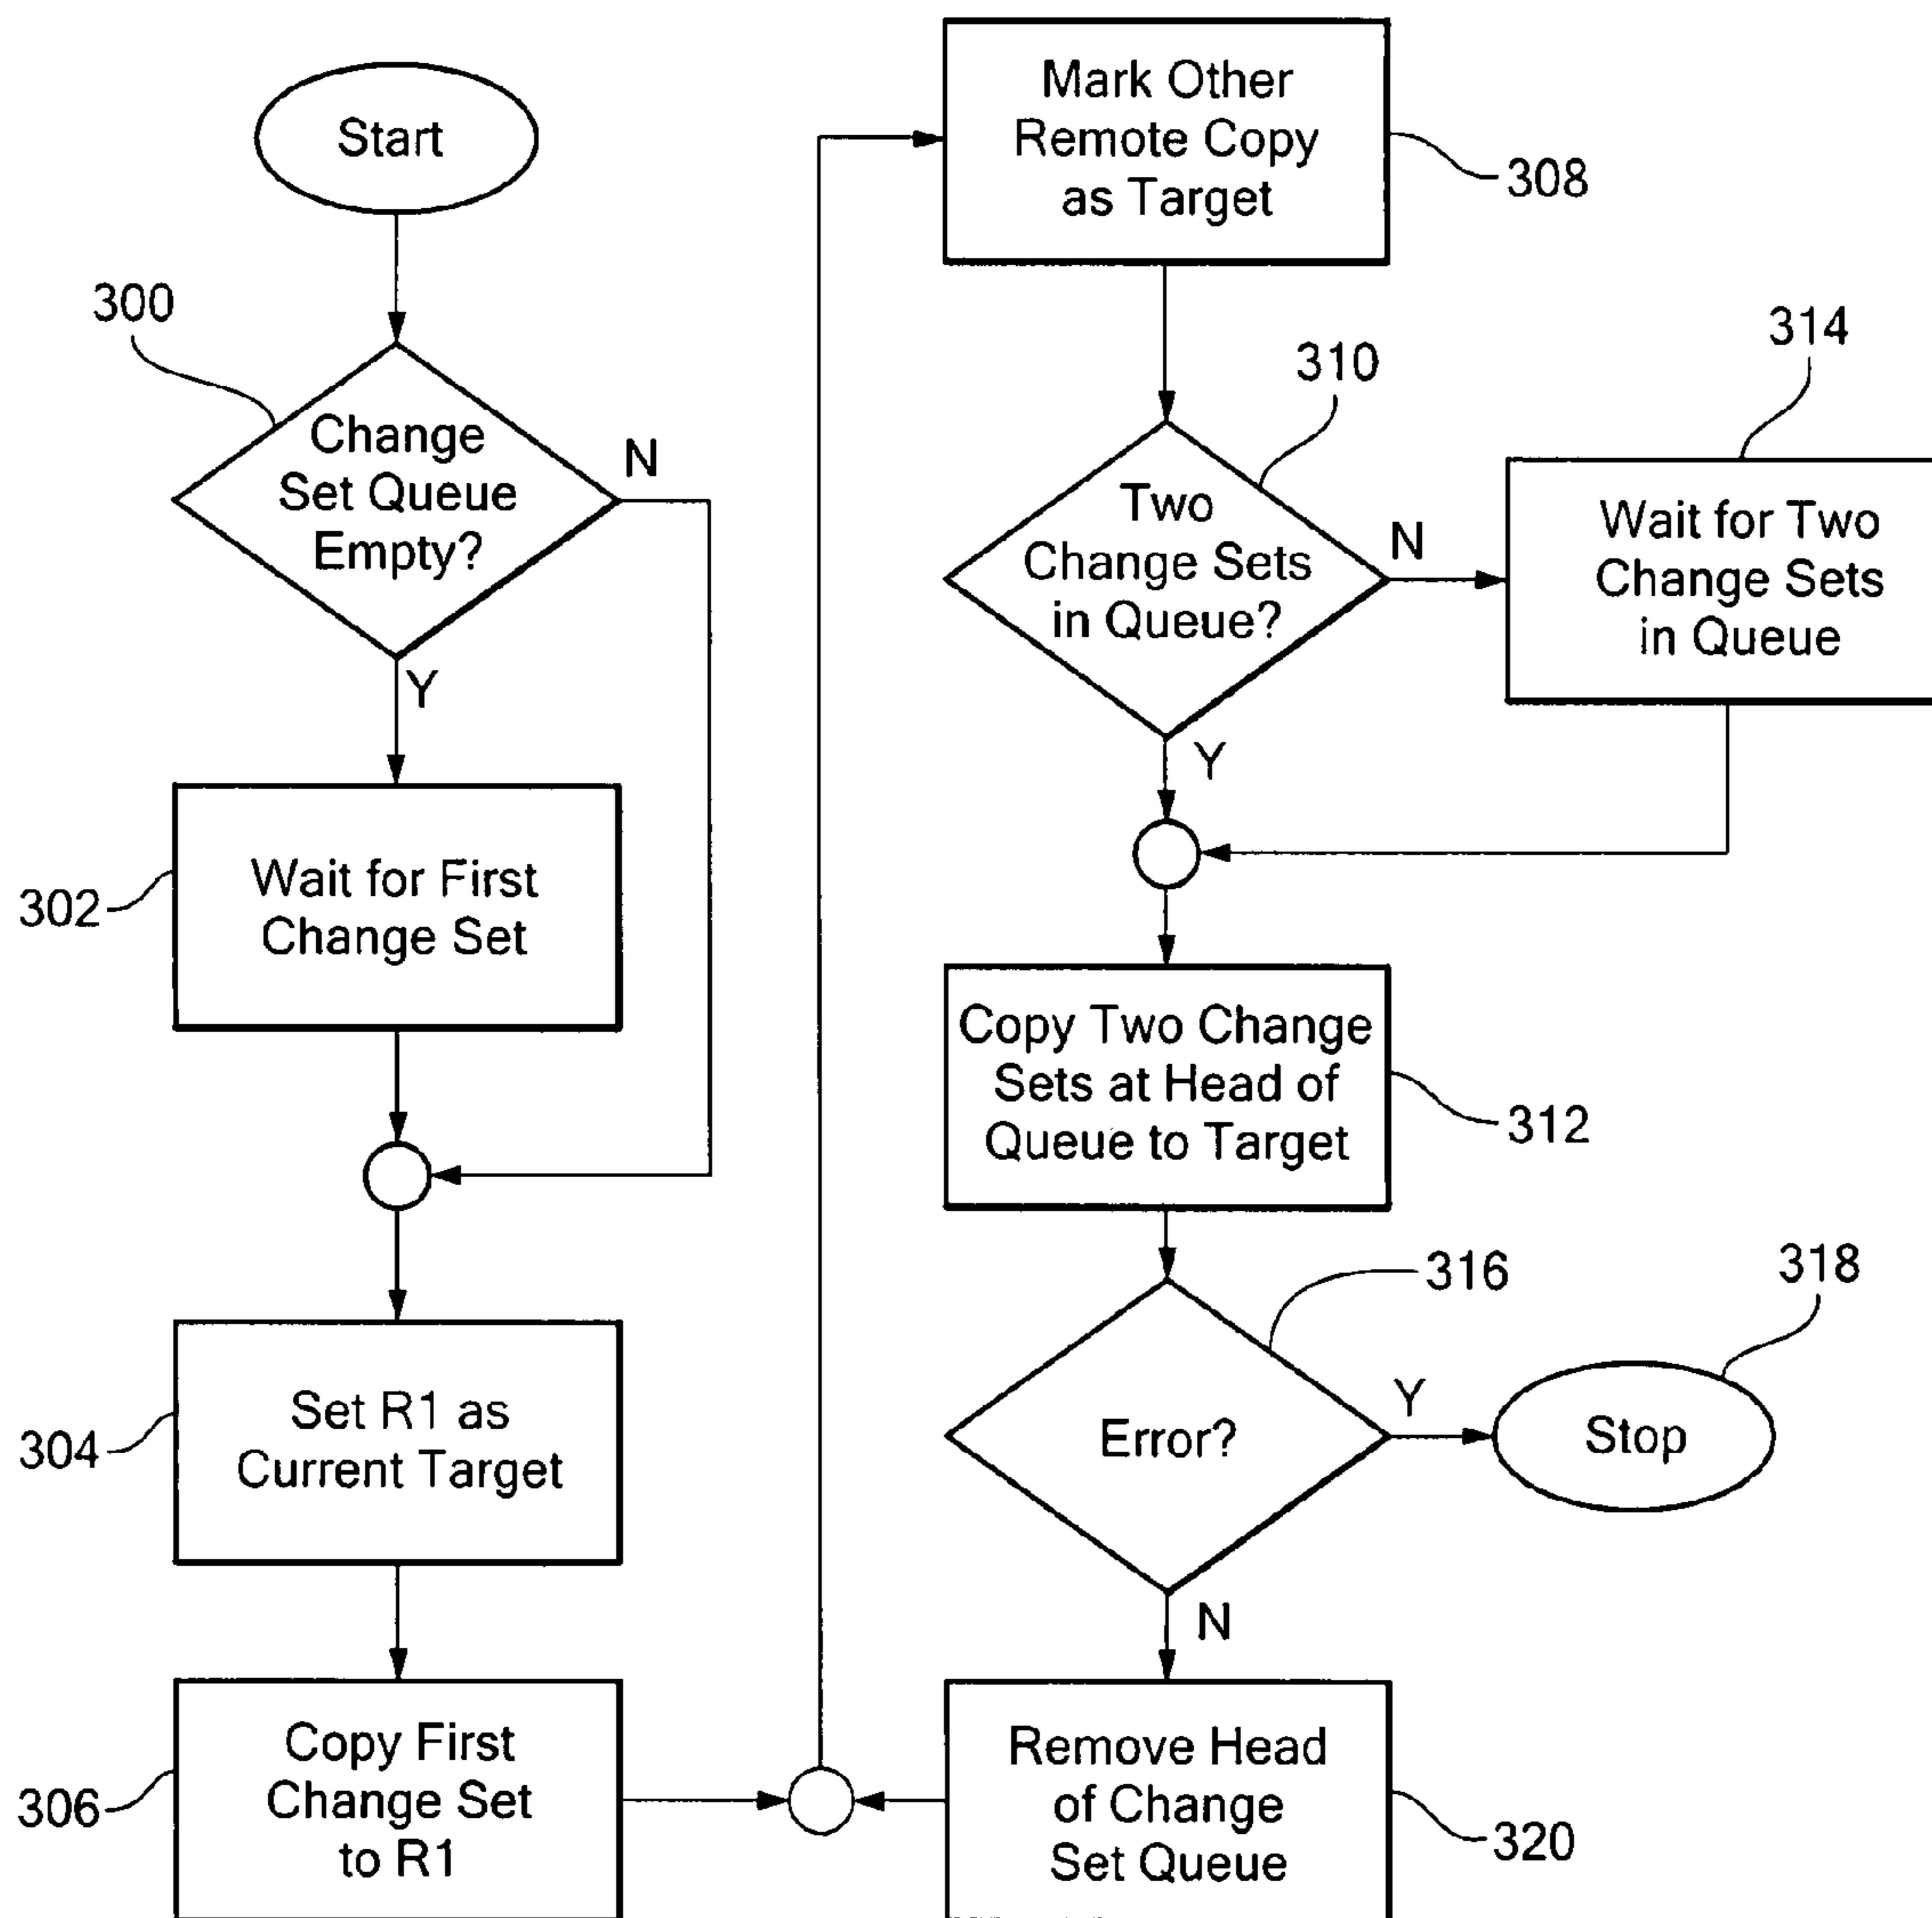 Start
300
Change
Set Queue
Empty?
N
Y
302
Wait for First
Change Set
304
Set R1 as
Current Target
306
Copy First
Change Set
to R1
Mark Other
Remote Copy
as Target
308
310
Two
Change Sets
in Queue?
N
Y
314
Wait for Two
Change Sets
in Queue
Copy Two Change
Sets at Head of
Queue to Target
312
316
Error?
Y
N
318
Stop
Remove Head
of Change
Set Queue
320